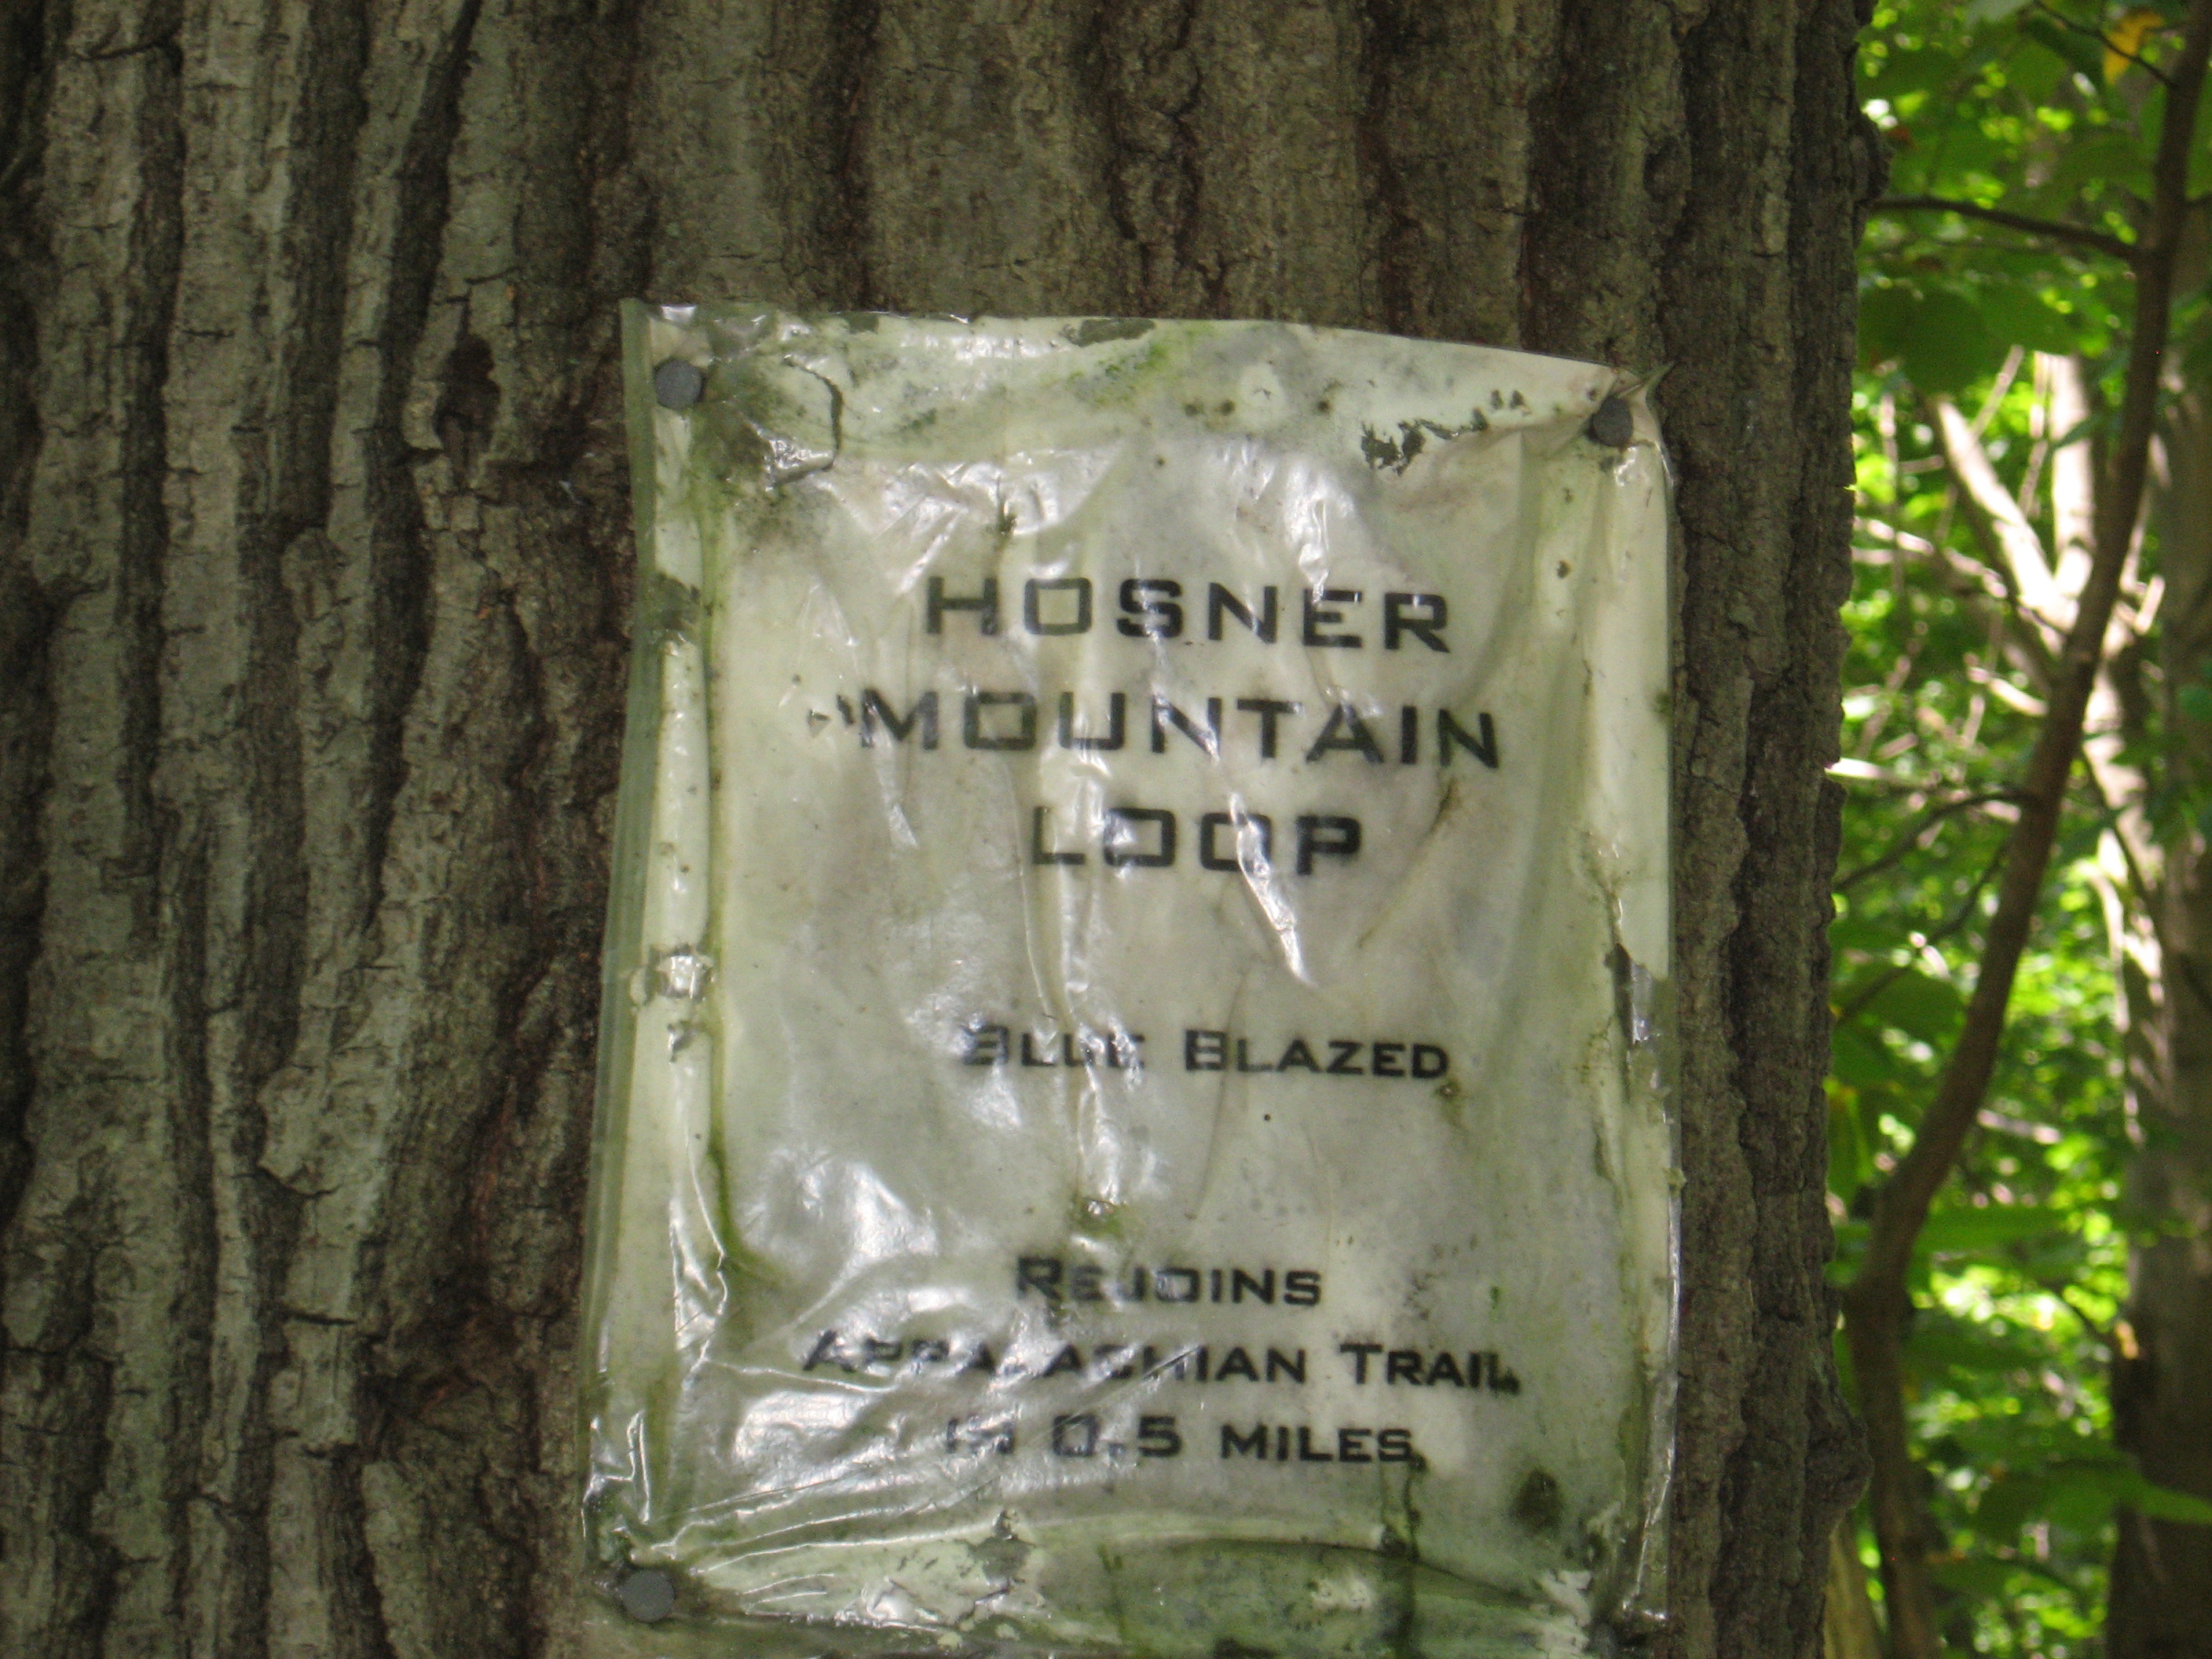 HOSNER
MOUNTAIN
LOOP
BLUE BLAZED
REJOINS
APPALACHIAN TRAIL
IN 0.5 MILES